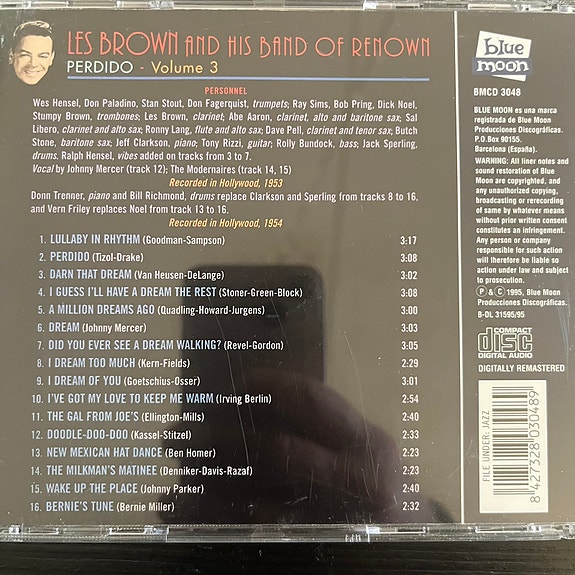 LES BROWN AND HIS BAND OF RENOWN
PERDIDO - Volume 3
PERSONNEL
Wes Hensel, Don Paladino, Stan Stout, Don Fagerquist, trumpets; Ray Sims, Bob Pring, Dick Noel,
Stumpy Brown, trombones; Les Brown, clarinet; Abe Aaron, clarinet, alto and baritone sax; Sal
Libero, clarinet and alto sax; Ronny Lang, flute and alto sax; Dave Pell, clarinet and tenor sax; Butch
Stone, baritone sax; Jeff Clarkson, piano; Tony Rizzi, guitar; Rolly Bundock, bass; Jack Sperling,
drums. Ralph Hensel, vibes added on tracks from 3 to 7.
Vocal by Johnny Mercer (track 12); The Modernaires (track 14, 15)
Recorded in Hollywood, 1953
Donn Trenner, piano and Bill Richmond, drums replace Clarkson and Sperling from tracks 8 to 16,
and Vern Friley replaces Noel from track 13 to 16.
Recorded in Hollywood, 1954
1. LULLABY IN RHYTHM (Goodman-Sampson) 3:17
2. PERDIDO (Tizol-Drake) 3:08
3. DARN THAT DREAM (Van Heusen-DeLange) 3:02
4. I GUESS I'LL HAVE A DREAM THE REST (Stoner-Green-Block) 3:08
5. A MILLION DREAMS AGO (Quadling-Howard-Jurgens) 3:00
6. DREAM (Johnny Mercer) 3:03
7. DID YOU EVER SEE A DREAM WALKING? (Revel-Gordon) 3:05
8. I DREAM TOO MUCH (Kern-Fields) 2:29
9. I DREAM OF YOU (Goetschius-Osser) 3:01
10. I'VE GOT MY LOVE TO KEEP ME WARM (Irving Berlin) 2:54
11. THE GAL FROM JOE'S (Ellington-Mills) 2:40
12. DOODLE-DOO-DOO (Kassel-Stitzel) 2:33
13. NEW MEXICAN HAT DANCE (Ben Homer) 2:23
14. THE MILKMAN'S MATINEE (Denniker-Davis-Razaf) 2:23
15. WAKE UP THE PLACE (Johnny Parker) 2:40
16. BERNIE'S TUNE (Bernie Miller) 2:32
blue
moon
BMCD 3048
BLUE MOON es una marca
registrada de Blue Moon
Producciones Discográficas.
P.O.Box 90155.
Barcelona (España).
WARNING: All liner notes and
sound restoration of Blue
Moon are copyrighted, and
any unauthorized copying,
broadcasting or rerecording
of same by whatever means
without prior written consent
constitutes an infringement.
Any person or company
responsible for such action
will therefore be liable so
action under law and subject
to prosecution.
Ⓟ & © 1995, Blue Moon
Producciones Discográficas.
B-DL 31595/95
COMPACT
disc
DIGITAL AUDIO
DIGITALLY REMASTERED
FILE UNDER: JAZZ
8 427328 030489